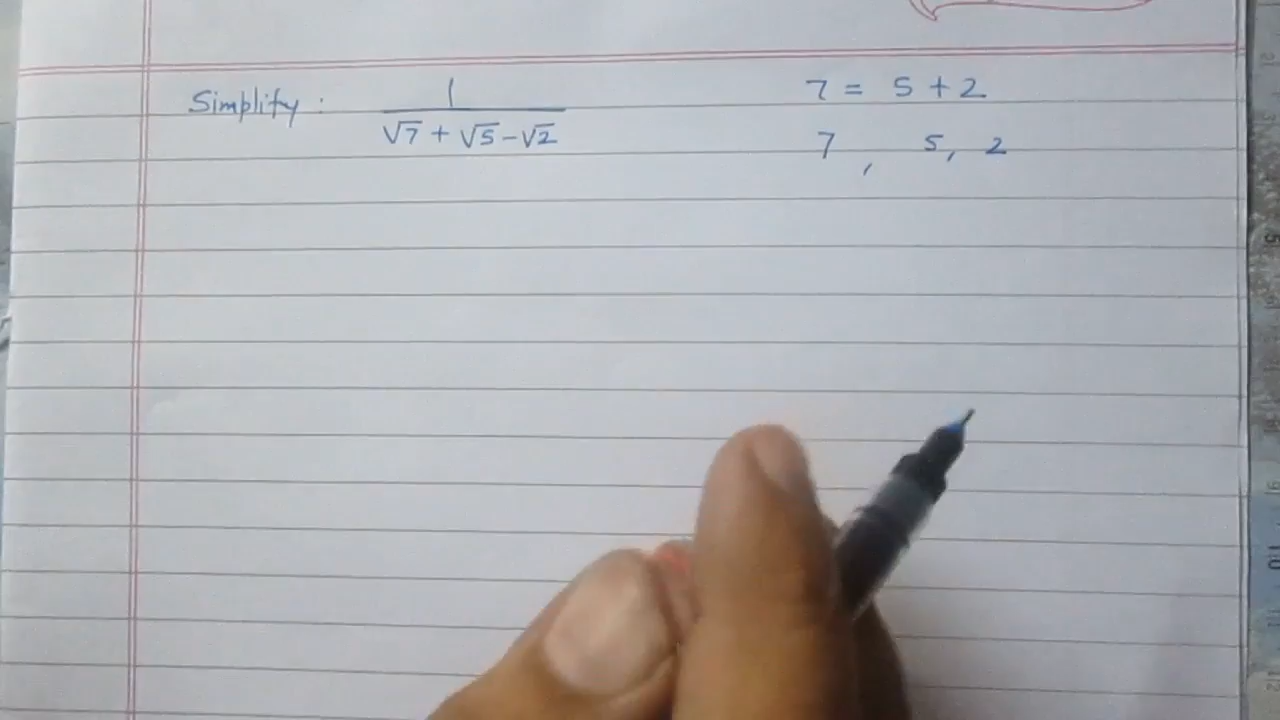 Simplify : 1 / √7 + √5 - √2
7 = 5 + 2
7 , 5, 2